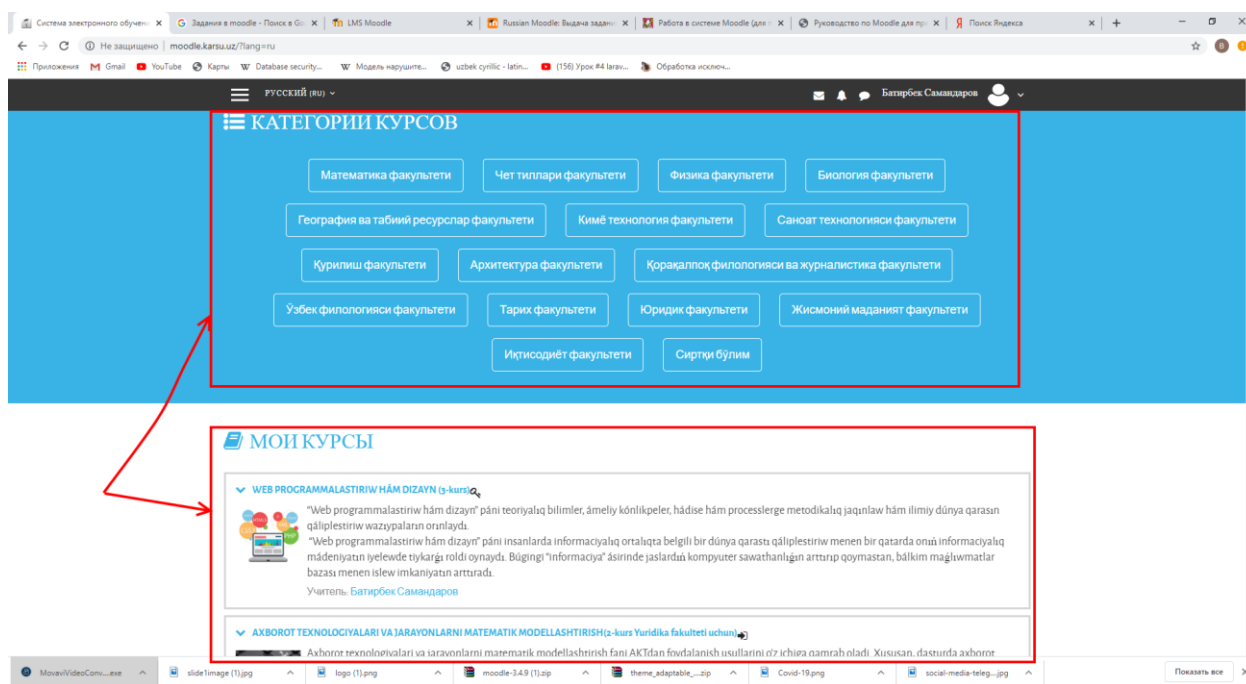 Система электронного обучени
Задания в moodle - Поиск в Go
LMS Moodle
Russian Moodle: Выдача задани
Работа в системе Moodle (для п
Руководство по Moodle для пр
Поиск Яндекса
Не защищено | moodle.karsu.uz/?lang=ru
Приложения Gmail YouTube Карты Database security... Модель нарушите... uzbek cyrillic - latin... (156) Урок #4 larav... Обработка исключ...
РУССКИЙ (RU) Батирбек Самандаров
КАТЕГОРИИ КУРСОВ
Математика факультети Чет тиллари факультети Физика факультети Биология факультети
География ва табиий ресурслар факультети Кимё технология факультети Саноат технологияси факультети
Қурилиш факультети Архитектура факультети Қорақалпоқ филологияси ва журналистика факультети
Ўзбек филологияси факультети Тарих факультети Юридик факультети Жисмоний маданият факультети
Иқтисодиёт факультети Сиртқи бўлим
МОИ КУРСЫ
WEB PROGRAMMALASTIRIW HÁM DIZAYN (3-kurs)
"Web programmalastiriw hám dizayn" páni teoriyalıq bilimler, ámeliy kónlikpeler, hádise hám processlerge metodikalıq jaqınlaw hám ilimiy dúnya qarasın
qáliplestiriw wazıypaların orınlaydı.
"Web programmalastiriw hám dizayn" páni insanlarda informaciyalıq ortalıqta belgili bir dúnya qarastı qáliplestiriw menen bir qatarda onıń informaciyalıq
mádeniyatın iyelewde tiykarǵı roldi oynaydı. Búgingi "informaciya" ásirinde jaslardıń kompyuter sawathanlıǵın arttırıp qoymastan, bálkim maǵlıwmatlar
bazası menen islew imkaniyatın arttıradı.
Учитель: Батирбек Самандаров
AXBOROT TEXNOLOGIYALARI VA JARAYONLARNI MATEMATIK MODELLASHTIRISH(2-kurs Yuridika fakulteti uchun)
Axborot texnologiyalari va jarayonlarni matematik modellashtirish fani AKTdan foydalanish usullarini o'z ichiga qamrab oladi. Xususan, dasturda axborot
MovaviVideoConv....exe slide1image (1).jpg logo (1).png moodle-3.4.9 (1).zip theme_adaptable_....zip Covid-19.png social-media-teleg....jpg Показать все